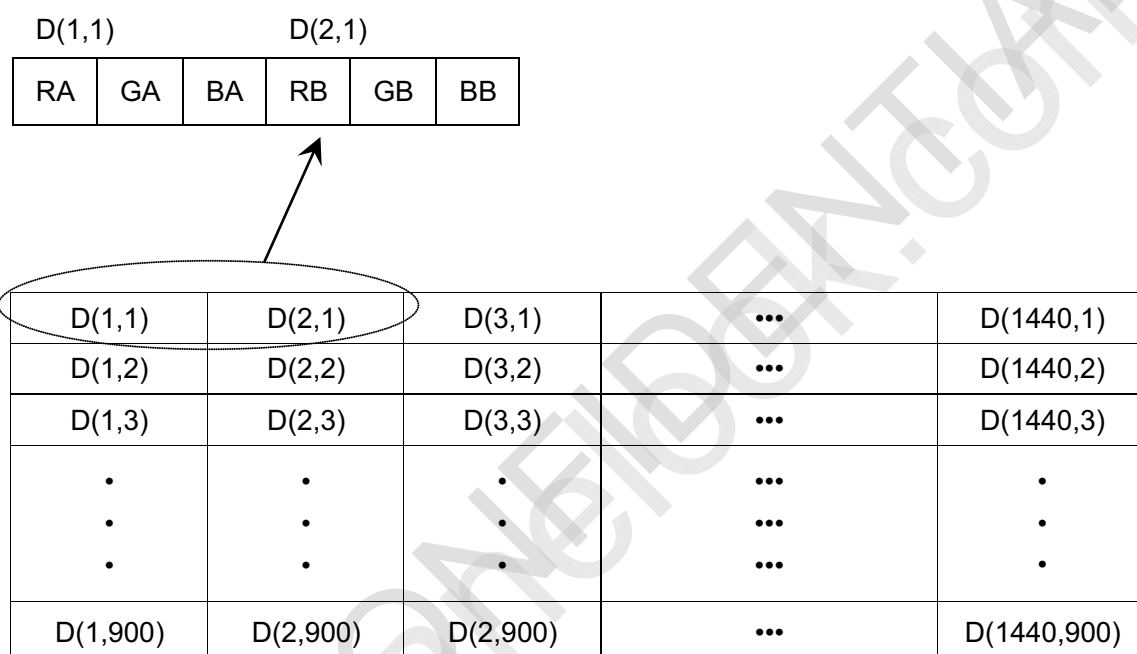 D(1,1) D(2,1)
RA GA BA RB GB BB
D(1,1) D(2,1) D(3,1) ••• D(1440,1)
D(1,2) D(2,2) D(3,2) ••• D(1440,2)
D(1,3) D(2,3) D(3,3) ••• D(1440,3)
• • • ••• •
• • • ••• •
• • • ••• •
D(1,900) D(2,900) D(2,900) ••• D(1440,900)